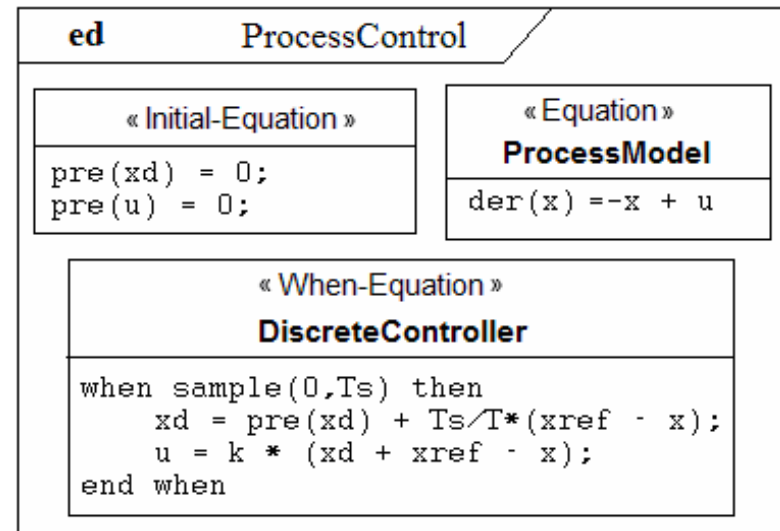 ed ProcessControl
« Initial-Equation »
pre(xd) = 0;
pre(u) = 0;
« Equation »
ProcessModel
der(x) =-x + u
« When-Equation »
DiscreteController
when sample(0,Ts) then
xd = pre(xd) + Ts/T*(xref - x);
u = k * (xd + xref - x);
end when